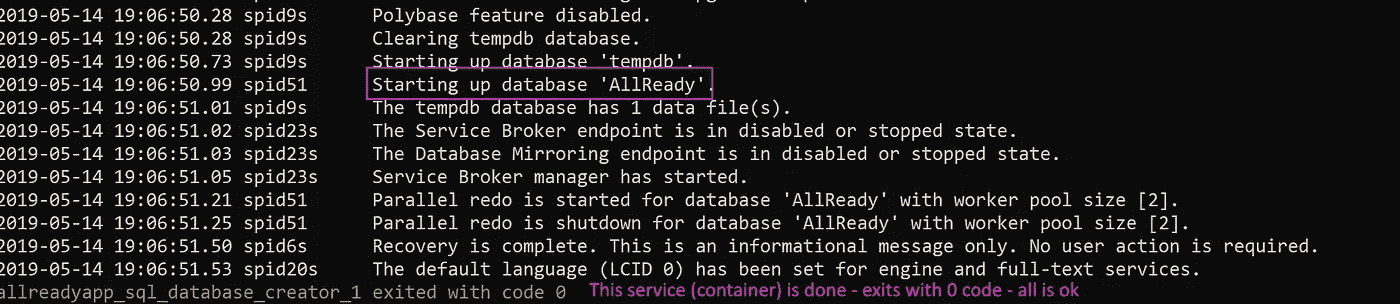 2019-05-14 19:06:50.28 spid9s Polybase feature disabled.
2019-05-14 19:06:50.28 spid9s Clearing tempdb database.
2019-05-14 19:06:50.73 spid9s Starting up database 'tempdb'.
2019-05-14 19:06:50.99 spid51 Starting up database 'AllReady'.
2019-05-14 19:06:51.01 spid9s The tempdb database has 1 data file(s).
2019-05-14 19:06:51.02 spid23s The Service Broker endpoint is in disabled or stopped state.
2019-05-14 19:06:51.03 spid23s The Database Mirroring endpoint is in disabled or stopped state.
2019-05-14 19:06:51.05 spid23s Service Broker manager has started.
2019-05-14 19:06:51.21 spid51 Parallel redo is started for database 'AllReady' with worker pool size [2].
2019-05-14 19:06:51.25 spid51 Parallel redo is shutdown for database 'AllReady' with worker pool size [2].
2019-05-14 19:06:51.50 spid6s Recovery is complete. This is an informational message only. No user action is required.
2019-05-14 19:06:51.53 spid20s The default language (LCID 0) has been set for engine and full-text services.
allreadyapp_sql_database_creator_1 exited with code 0 This service (container) is done - exits with 0 code - all is ok